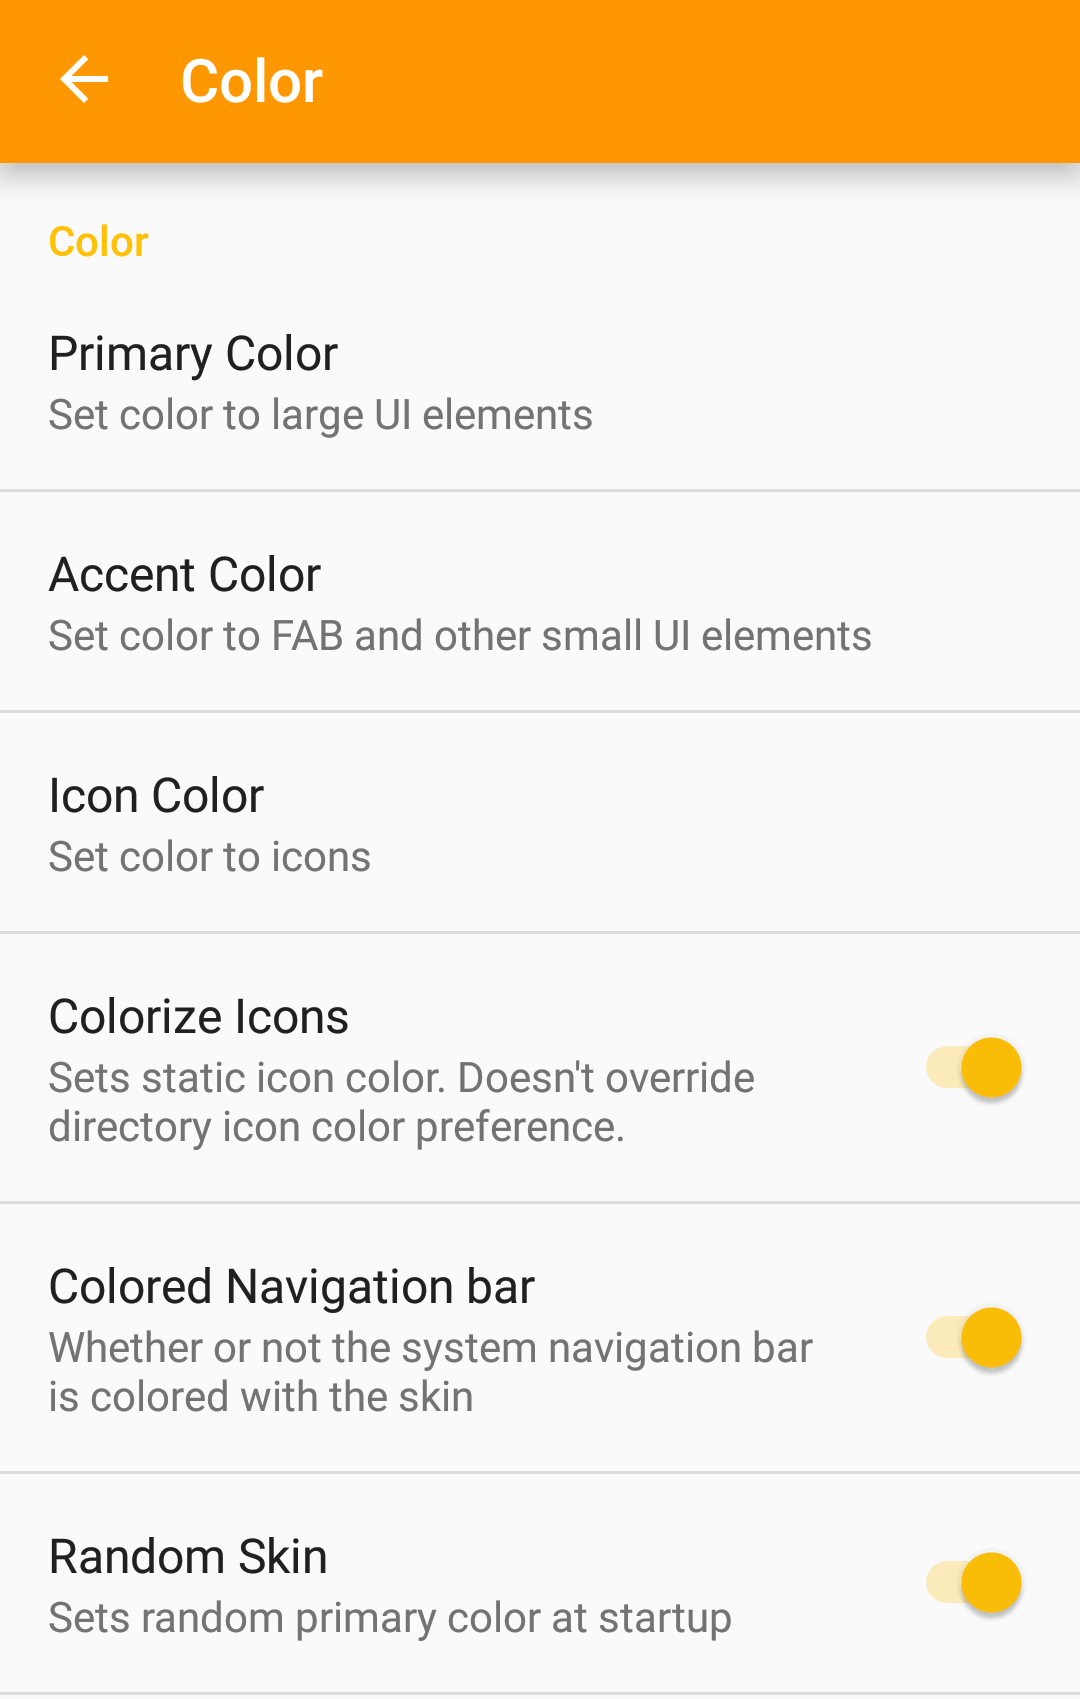 Color
Color
Primary Color
Set color to large UI elements
Accent Color
Set color to FAB and other small UI elements
Icon Color
Set color to icons
Colorize Icons
Sets static icon color. Doesn't override
directory icon color preference.
Colored Navigation bar
Whether or not the system navigation bar
is colored with the skin
Random Skin
Sets random primary color at startup